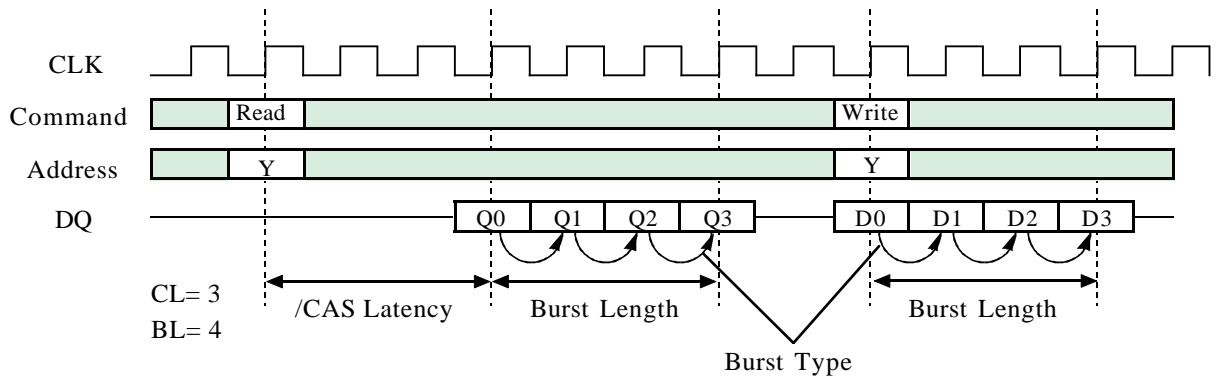 CLK
Command Read Write
Address Y Y
DQ Q0 Q1 Q2 Q3 D0 D1 D2 D3
CL= 3 /CAS Latency Burst Length Burst Length
BL= 4
Burst Type